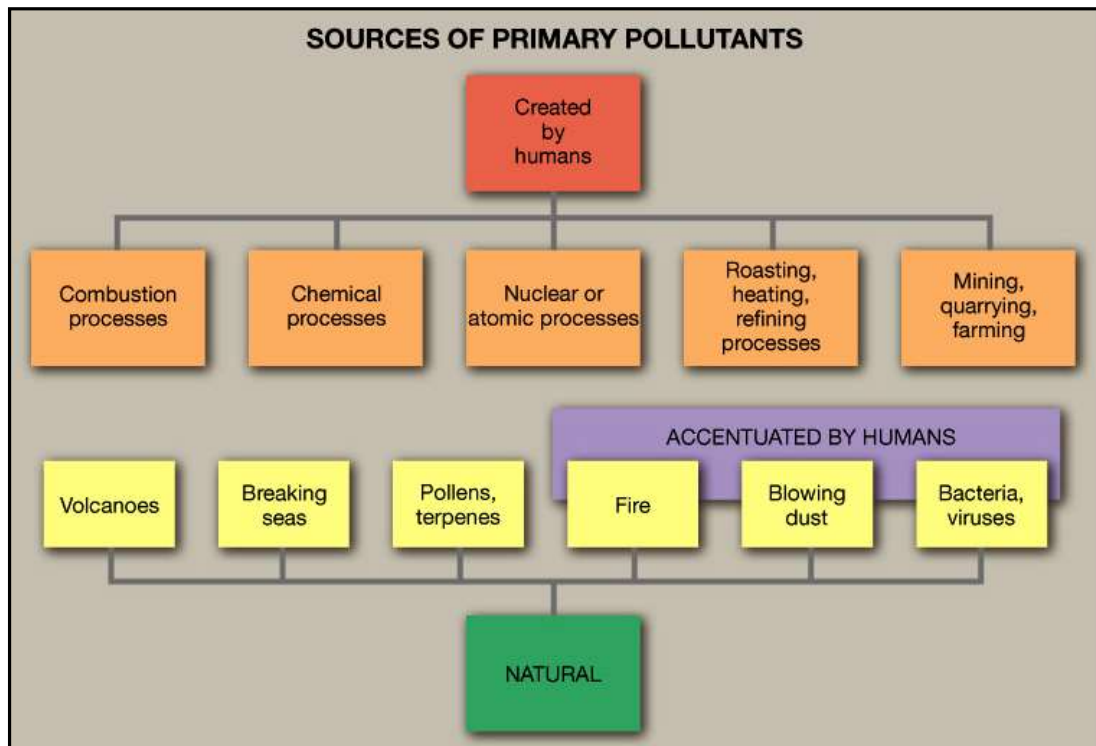 SOURCES OF PRIMARY POLLUTANTS
Created
by
humans
Combustion
processes
Chemical
processes
Nuclear or
atomic processes
Roasting,
heating,
refining
processes
Mining,
quarrying,
farming
ACCENTUATED BY HUMANS
Volcanoes
Breaking
seas
Pollens,
terpenes
Fire
Blowing
dust
Bacteria,
viruses
NATURAL